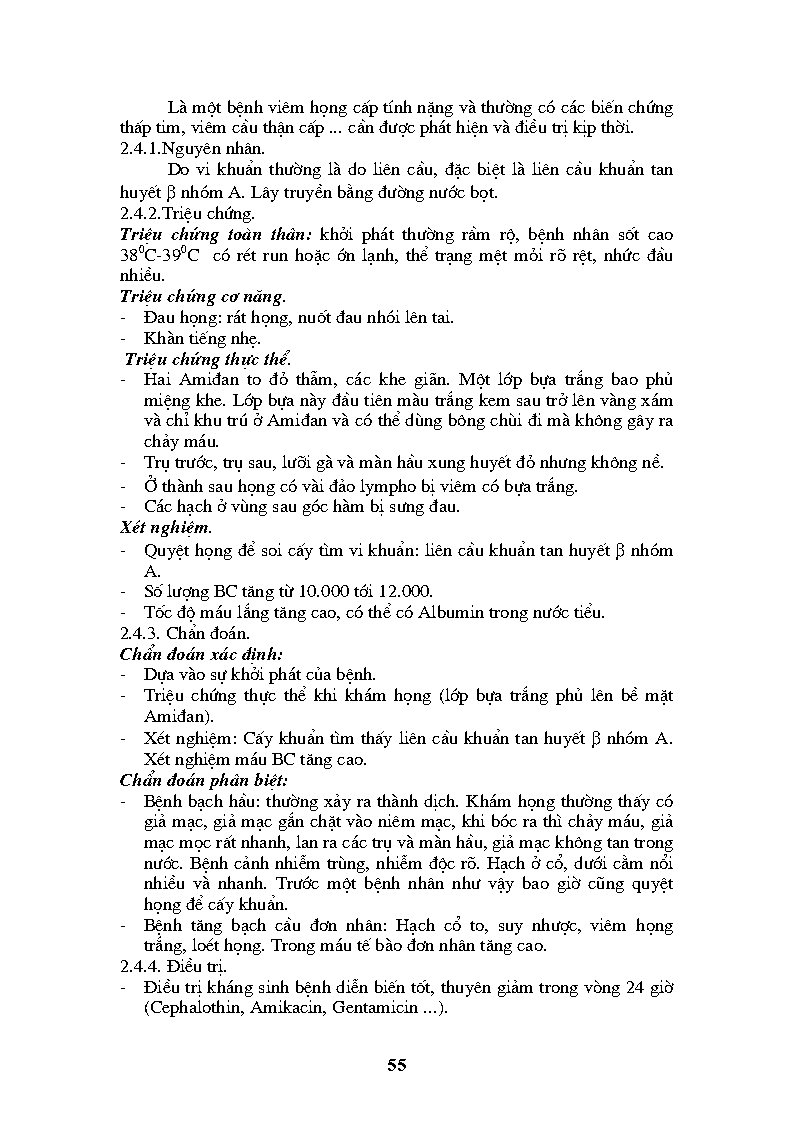 Là một bệnh viêm họng cấp tính nặng và thường có các biến chứng
thấp tim, viêm cầu thận cấp ... cần được phát hiện và điều trị kịp thời.
2.4.1.Nguyên nhân.
Do vi khuẩn thường là do liên cầu, đặc biệt là liên cầu khuẩn tan
huyết β nhóm A. Lây truyền bằng đường nước bọt.
2.4.2.Triệu chứng.
Triệu chứng toàn thân: khởi phát thường rầm rộ, bệnh nhân sốt cao
38⁰C-39⁰C có rét run hoặc ớn lạnh, thể trạng mệt mỏi rõ rệt, nhức đầu
nhiều.
Triệu chứng cơ năng.
- Đau họng: rát họng, nuốt đau nhói lên tai.
- Khàn tiếng nhẹ.
Triệu chứng thực thể.
- Hai Amiđan to đỏ thẫm, các khe giãn. Một lớp bựa trắng bao phủ
miệng khe. Lớp bựa này đầu tiên màu trắng kem sau trở lên vàng xám
và chỉ khu trú ở Amiđan và có thể dùng bông chùi đi mà không gây ra
chảy máu.
- Trụ trước, trụ sau, lưỡi gà và màn hầu xung huyết đỏ nhưng không nề.
- Ở thành sau họng có vài đảo lympho bị viêm có bựa trắng.
- Các hạch ở vùng sau góc hàm bị sưng đau.
Xét nghiệm.
- Quyệt họng để soi cấy tìm vi khuẩn: liên cầu khuẩn tan huyết β nhóm
A.
- Số lượng BC tăng từ 10.000 tới 12.000.
- Tốc độ máu lắng tăng cao, có thể có Albumin trong nước tiểu.
2.4.3. Chẩn đoán.
Chẩn đoán xác định:
- Dựa vào sự khởi phát của bệnh.
- Triệu chứng thực thể khi khám họng (lớp bựa trắng phủ lên bề mặt
Amiđan).
- Xét nghiệm: Cấy khuẩn tìm thấy liên cầu khuẩn tan huyết β nhóm A.
Xét nghiệm máu BC tăng cao.
Chẩn đoán phân biệt:
- Bệnh bạch hầu: thường xảy ra thành dịch. Khám họng thường thấy có
giả mạc, giả mạc gắn chặt vào niêm mạc, khi bóc ra thì chảy máu, giả
mạc mọc rất nhanh, lan ra các trụ và màn hầu, giả mạc không tan trong
nước. Bệnh cảnh nhiễm trùng, nhiễm độc rõ. Hạch ở cổ, dưới cằm nổi
nhiều và nhanh. Trước một bệnh nhân như vậy bao giờ cũng quyệt
họng để cấy khuẩn.
- Bệnh tăng bạch cầu đơn nhân: Hạch cổ to, suy nhược, viêm họng
trắng, loét họng. Trong máu tế bào đơn nhân tăng cao.
2.4.4. Điều trị.
- Điều trị kháng sinh bệnh diễn biến tốt, thuyên giảm trong vòng 24 giờ
(Cephalothin, Amikacin, Gentamicin ...).
55